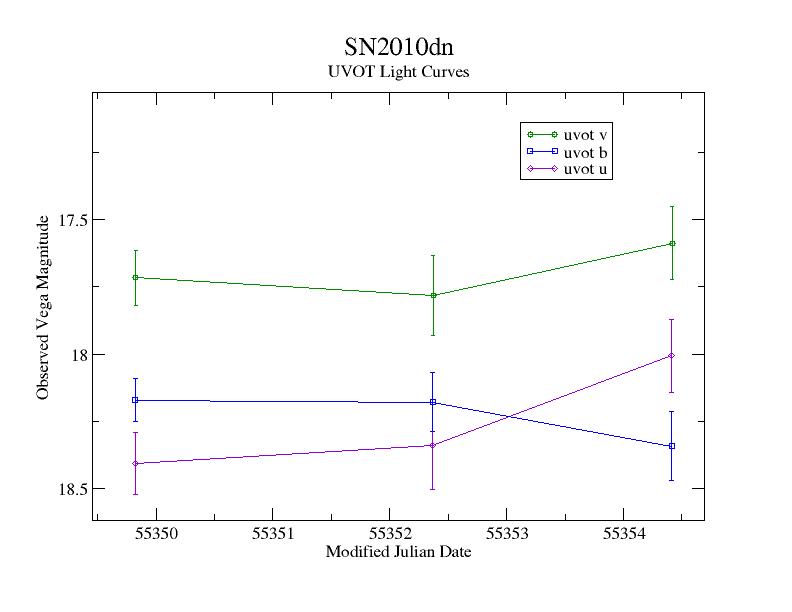 SN2010dn
UVOT Light Curves
uvot v
uvot b
uvot u
Observed Vega Magnitude
17.5
18
18.5
55350 55351 55352 55353 55354
Modified Julian Date